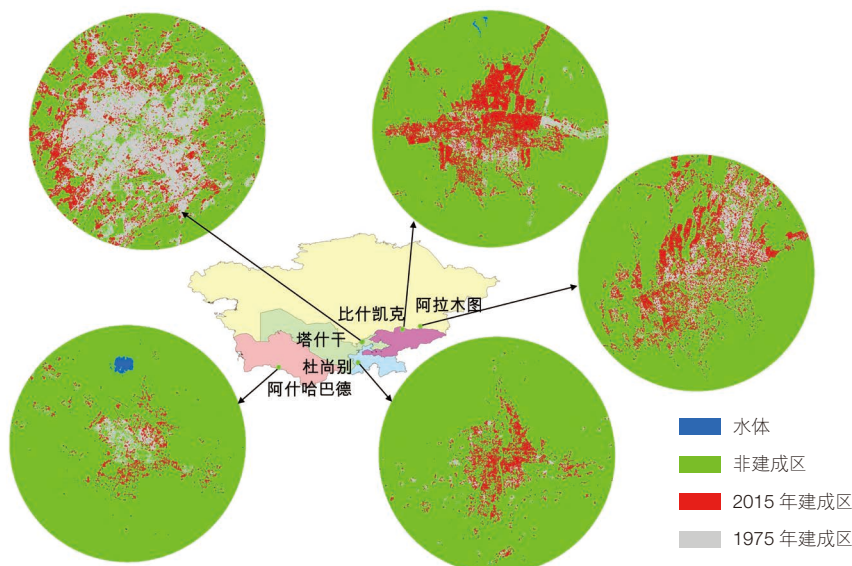 比什凯克
阿拉木图
塔什干
杜尚别
阿什哈巴德
水体
非建成区
2015 年建成区
1975 年建成区